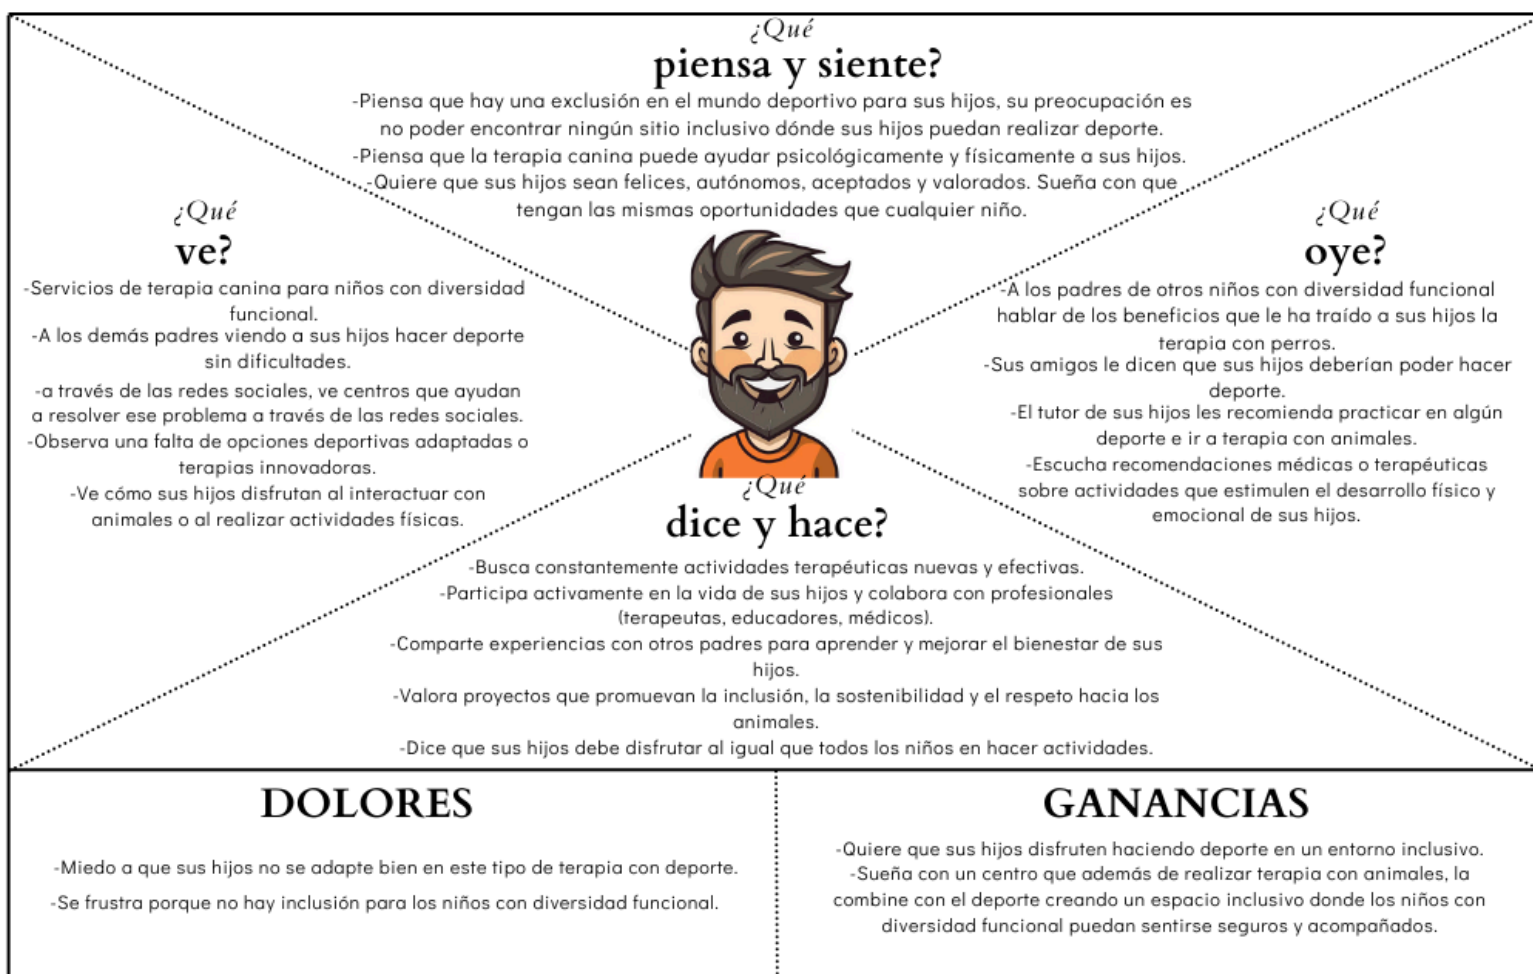 ¿Qué
piensa y siente?
-Piensa que hay una exclusión en el mundo deportivo para sus hijos, su preocupación es
no poder encontrar ningún sitio inclusivo dónde sus hijos puedan realizar deporte.
-Piensa que la terapia canina puede ayudar psicológicamente y físicamente a sus hijos.
-Quiere que sus hijos sean felices, autónomos, aceptados y valorados. Sueña con que
tengan las mismas oportunidades que cualquier niño.
¿Qué
ve?
-Servicios de terapia canina para niños con diversidad
funcional.
-A los demás padres viendo a sus hijos hacer deporte
sin dificultades.
-a través de las redes sociales, ve centros que ayudan
a resolver ese problema a través de las redes sociales.
-Observa una falta de opciones deportivas adaptadas o
terapias innovadoras.
-Ve cómo sus hijos disfrutan al interactuar con
animales o al realizar actividades físicas.
¿Qué
oye?
-A los padres de otros niños con diversidad funcional
hablar de los beneficios que le ha traído a sus hijos la
terapia con perros.
-Sus amigos le dicen que sus hijos deberían poder hacer
deporte.
-El tutor de sus hijos les recomienda practicar en algún
deporte e ir a terapia con animales.
-Escucha recomendaciones médicas o terapéuticas
sobre actividades que estimulen el desarrollo físico y
emocional de sus hijos.
¿Qué
dice y hace?
-Busca constantemente actividades terapéuticas nuevas y efectivas.
-Participa activamente en la vida de sus hijos y colabora con profesionales
(terapeutas, educadores, médicos).
-Comparte experiencias con otros padres para aprender y mejorar el bienestar de sus
hijos.
-Valora proyectos que promuevan la inclusión, la sostenibilidad y el respeto hacia los
animales.
-Dice que sus hijos debe disfrutar al igual que todos los niños en hacer actividades.
DOLORES
-Miedo a que sus hijos no se adapte bien en este tipo de terapia con deporte.
-Se frustra porque no hay inclusión para los niños con diversidad funcional.
GANANCIAS
-Quiere que sus hijos disfruten haciendo deporte en un entorno inclusivo.
-Sueña con un centro que además de realizar terapia con animales, la
combine con el deporte creando un espacio inclusivo donde los niños con
diversidad funcional puedan sentirse seguros y acompañados.